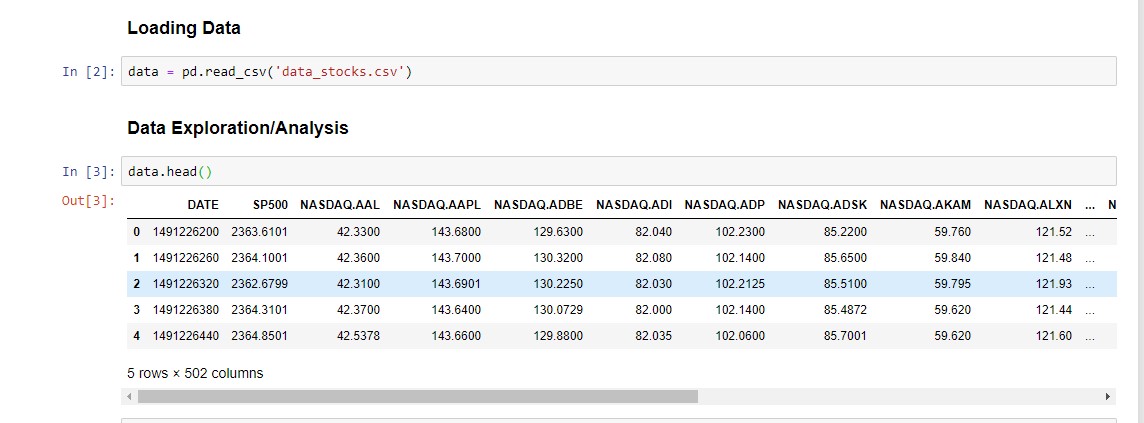 Loading Data
In [2]: data = pd.read_csv('data_stocks.csv')
Data Exploration/Analysis
In [3]: data.head()
Out[3]:
DATE SP500 NASDAQ.AAL NASDAQ.AAPL NASDAQ.ADBE NASDAQ.ADI NASDAQ.ADP NASDAQ.ADSK NASDAQ.AKAM NASDAQ.ALXN ... N
0 1491226200 2363.6101 42.3300 143.6800 129.6300 82.040 102.2300 85.2200 59.760 121.52 ...
1 1491226260 2364.1001 42.3600 143.7000 130.3200 82.080 102.1400 85.6500 59.840 121.48 ...
2 1491226320 2362.6799 42.3100 143.6901 130.2250 82.030 102.2125 85.5100 59.795 121.93 ...
3 1491226380 2364.3101 42.3700 143.6400 130.0729 82.000 102.1400 85.4872 59.620 121.44 ...
4 1491226440 2364.8501 42.5378 143.6600 129.8800 82.035 102.0600 85.7001 59.620 121.60 ...
5 rows × 502 columns